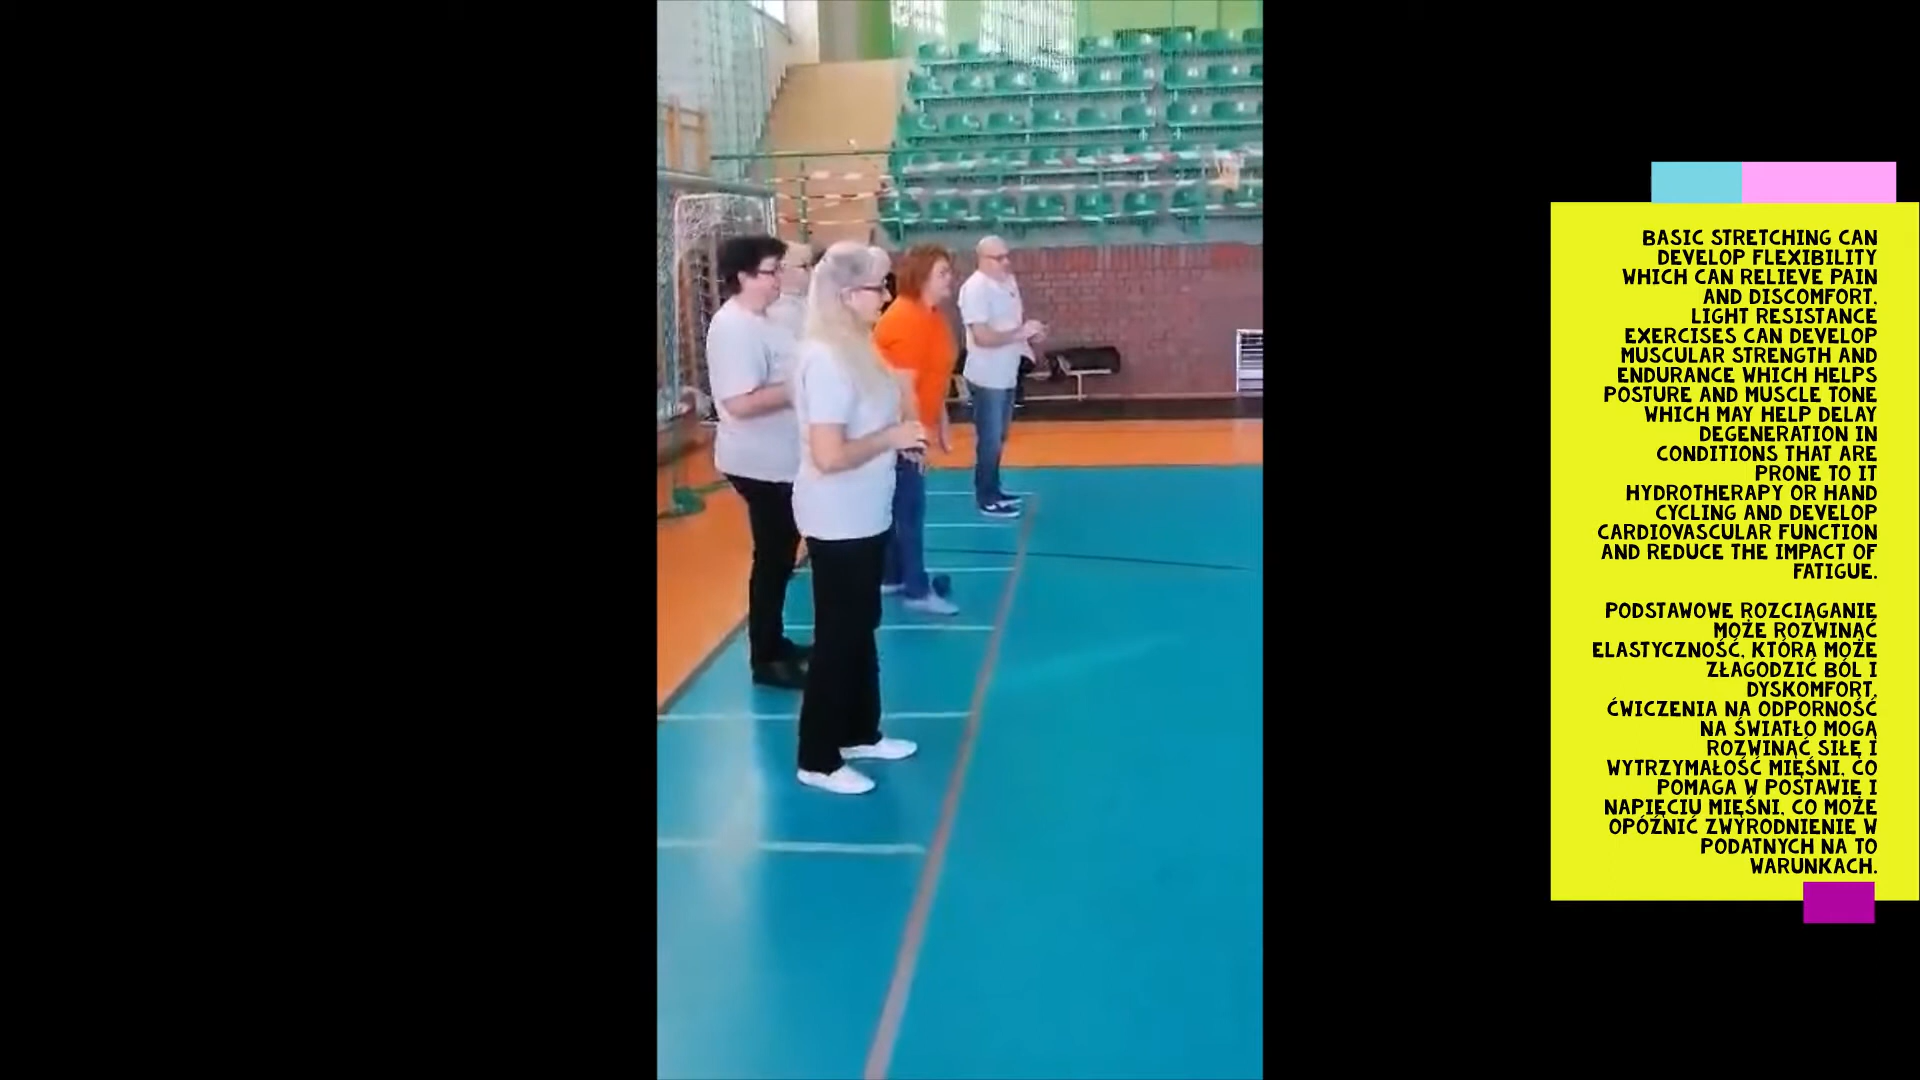 BASIC STRETCHING CAN
DEVELOP FLEXIBILITY
WHICH CAN RELIEVE PAIN
AND DISCOMFORT.
LIGHT RESISTANCE
EXERCISES CAN DEVELOP
MUSCULAR STRENGTH AND
ENDURANCE WHICH HELPS
POSTURE AND MUSCLE TONE
WHICH MAY HELP DELAY
DEGENERATION IN
CONDITIONS THAT ARE
PRONE TO IT
HYDROTHERAPY OR HAND
CYCLING AND DEVELOP
CARDIOVASCULAR FUNCTION
AND REDUCE THE IMPACT OF
FATIGUE.
PODSTAWOWE ROZCIĄGANIE
MOŻE ROZWINĄĆ
ELASTYCZNOŚĆ, KTÓRA MOŻE
ZŁAGODZIĆ BÓL I
DYSKOMFORT.
ĆWICZENIA NA ODPORNOŚĆ
NA ŚWIATŁO MOGĄ
ROZWINĄĆ SIŁĘ I
WYTRZYMAŁOŚĆ MIĘŚNI, CO
POMAGA W POSTAWIE I
NAPIĘCIU MIĘŚNI, CO MOŻE
OPÓŹNIĆ ZWYRODNIENIE W
PODATNYCH NA TO
WARUNKACH.